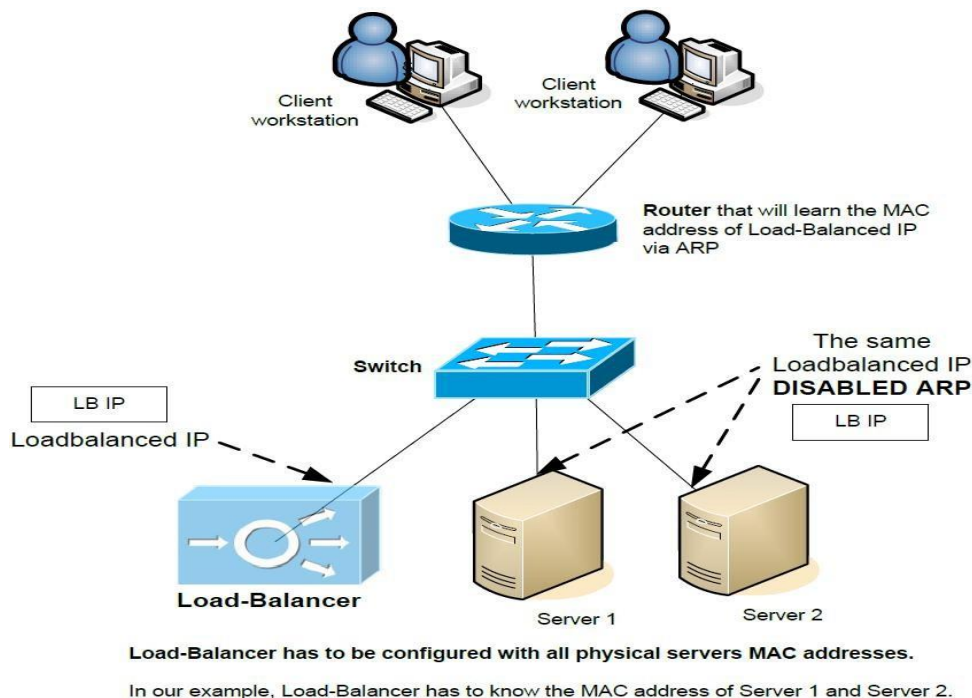 Client
workstation
Client
workstation
Router that will learn the MAC
address of Load-Balanced IP
via ARP
Switch
The same
Loadbalanced IP
DISABLED ARP
LB IP
LB IP
Loadbalanced IP
Load-Balancer
Server 1
Server 2
Load-Balancer has to be configured with all physical servers MAC addresses.
In our example, Load-Balancer has to know the MAC address of Server 1 and Server 2.